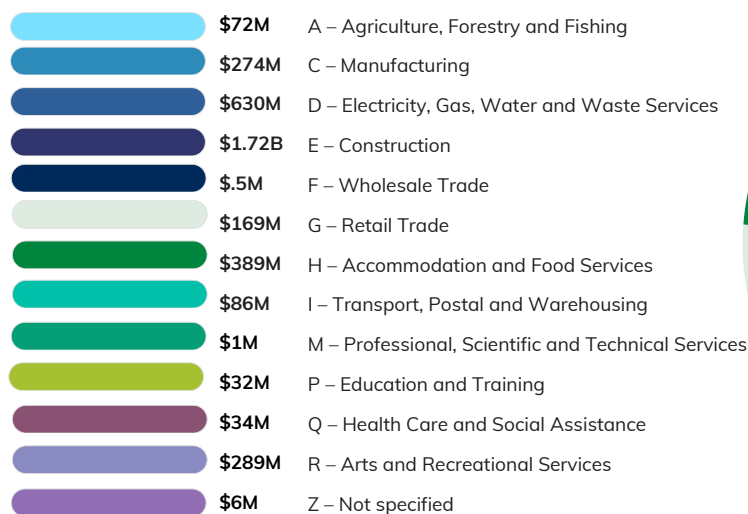 $72M A – Agriculture, Forestry and Fishing
$274M C – Manufacturing
$630M D – Electricity, Gas, Water and Waste Services
$1.72B E – Construction
$.5M F – Wholesale Trade
$169M G – Retail Trade
$389M H – Accommodation and Food Services
$86M I – Transport, Postal and Warehousing
$1M M – Professional, Scientific and Technical Services
$32M P – Education and Training
$34M Q – Health Care and Social Assistance
$289M R – Arts and Recreational Services
$6M Z – Not specified